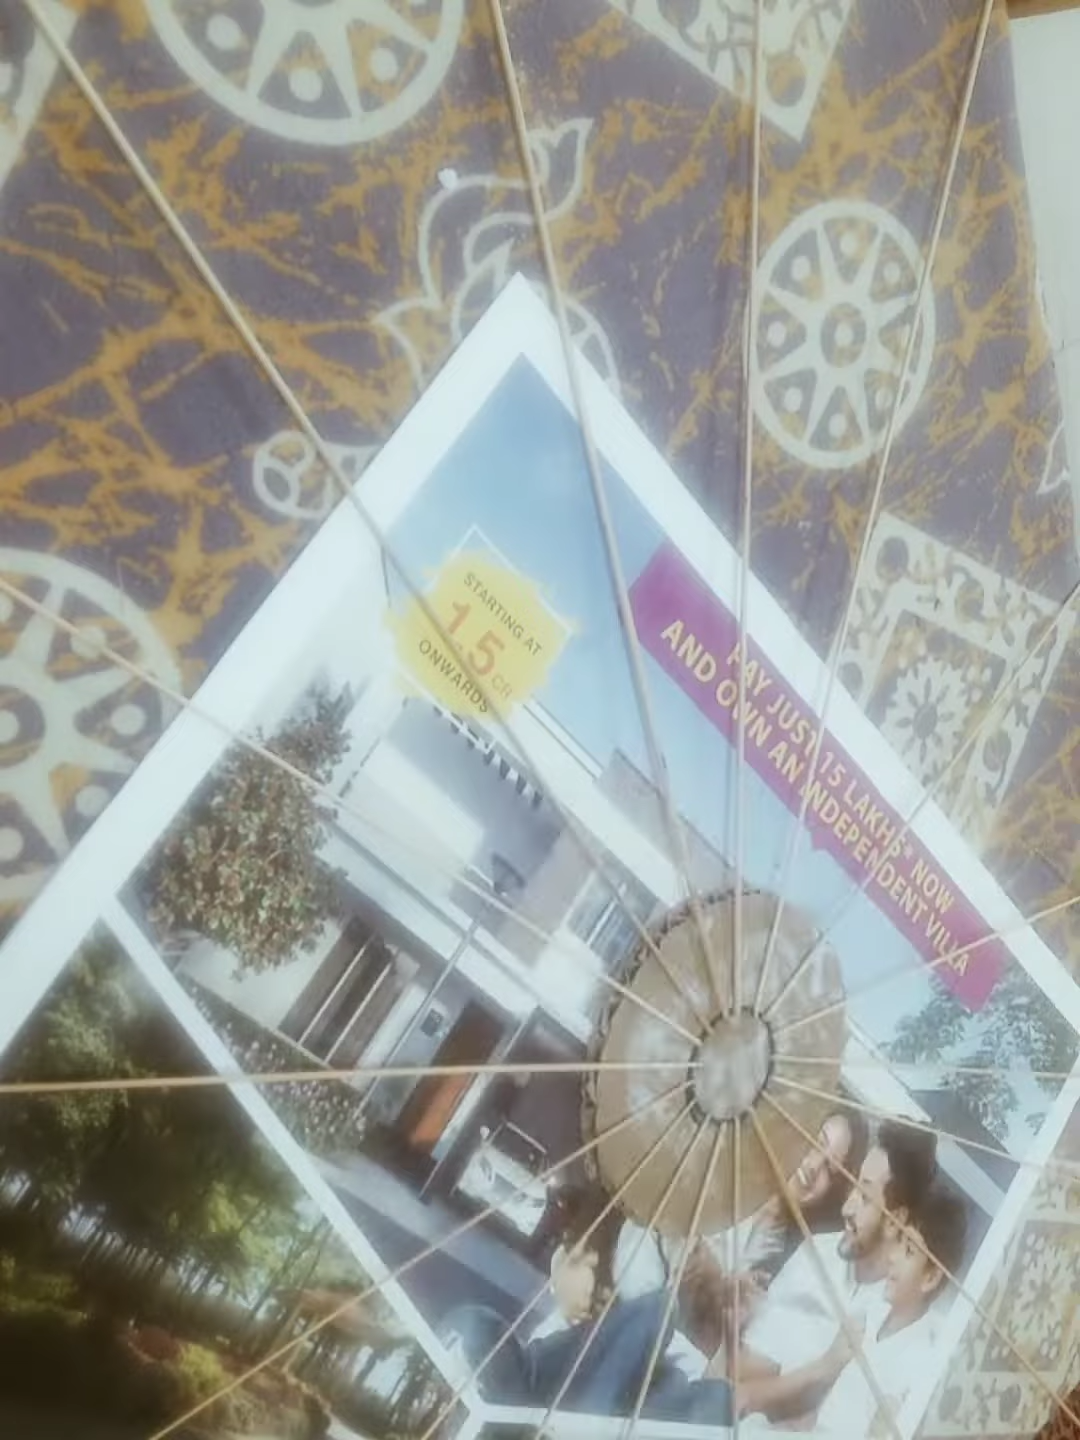 STARTING AT
1.5 CR
ONWARDS
PAY JUST 15 LAKHS* NOW
AND OWN AN INDEPENDENT VILLA